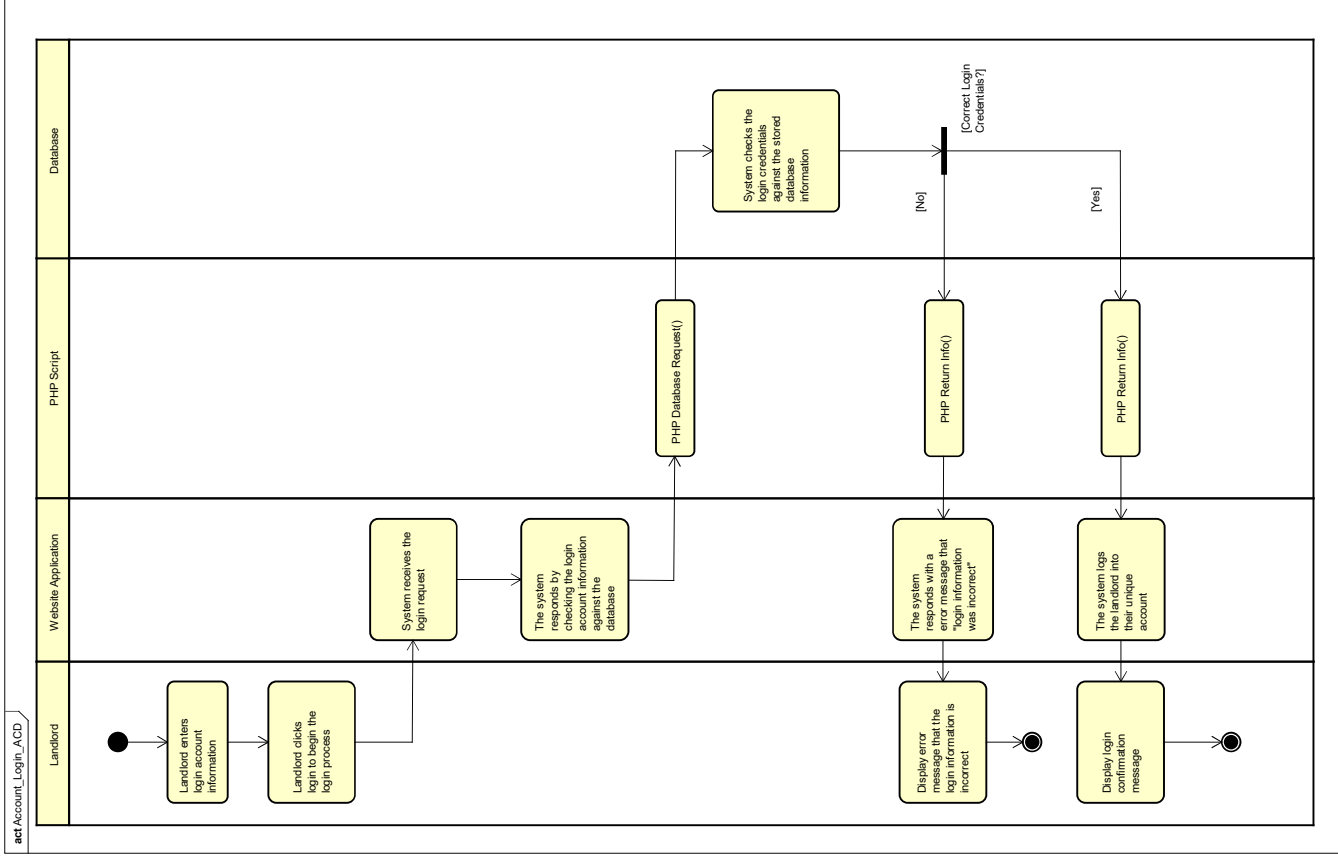 act Account_Login_ACD
Landlord
Website Application
PHP Script
Database
Landlord enters
login account
information
Landlord clicks
login to begin the
login process
System receives the
login request
The system
responds by
checking the login
account information
against the
database
PHP Database Request()
System checks the
login credentials
against the stored
database
information
[Correct Login
Credentials?]
[No]
[Yes]
PHP Return Info()
PHP Return Info()
The system
responds with a
error message that
"login information
was incorrect"
The system logs
the landlord into
their unique
account
Display error
message that the
login information is
incorrect
Display login
confirmation
message